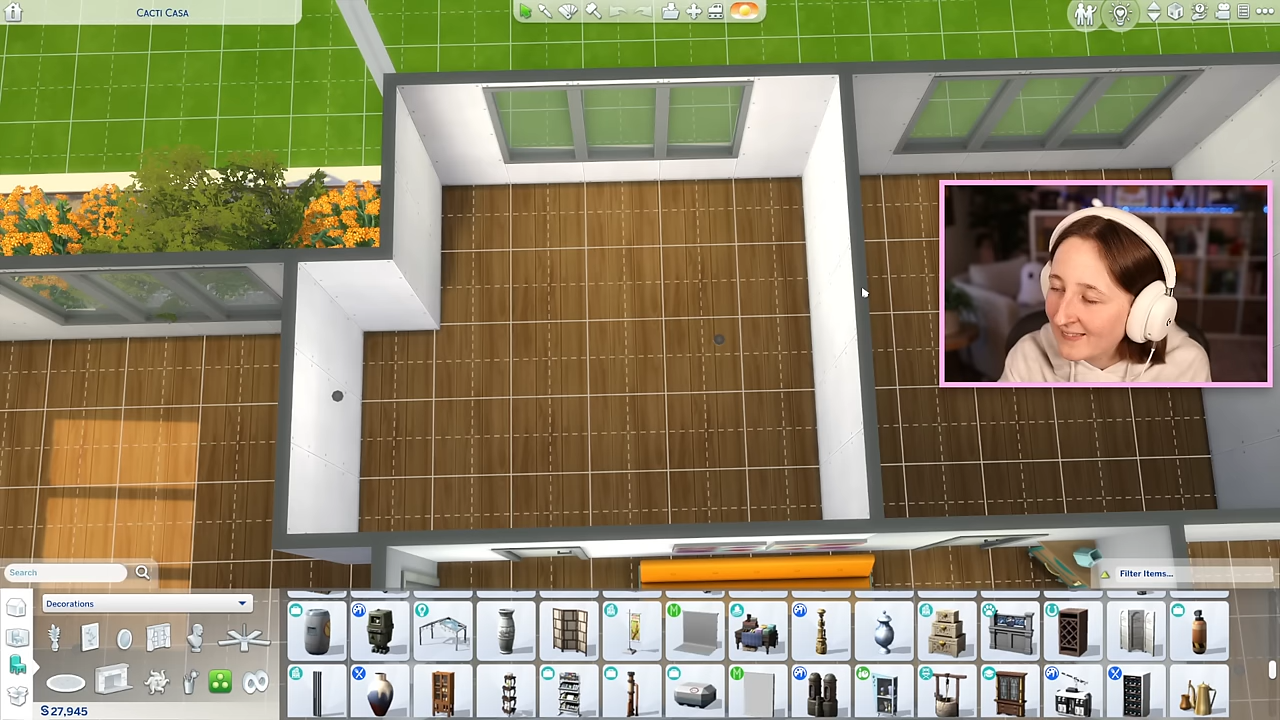 CACTI CASA
Search
Filter Items...
Decorations
§27,945